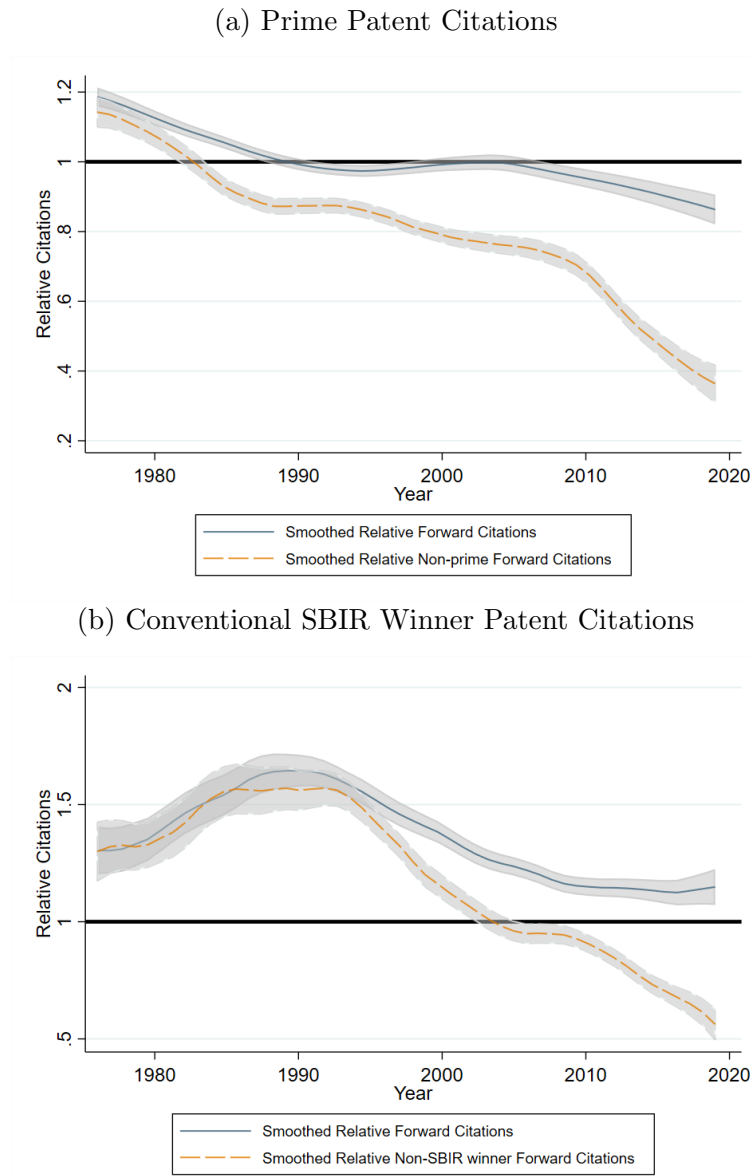 (a) Prime Patent Citations
1.2
1
.8
.6
.4
.2
Relative Citations
1980 1990 2000 2010 2020
Year
Smoothed Relative Forward Citations
Smoothed Relative Non-prime Forward Citations
(b) Conventional SBIR Winner Patent Citations
2
1.5
1
.5
Relative Citations
1980 1990 2000 2010 2020
Year
Smoothed Relative Forward Citations
Smoothed Relative Non-SBIR winner Forward Citations